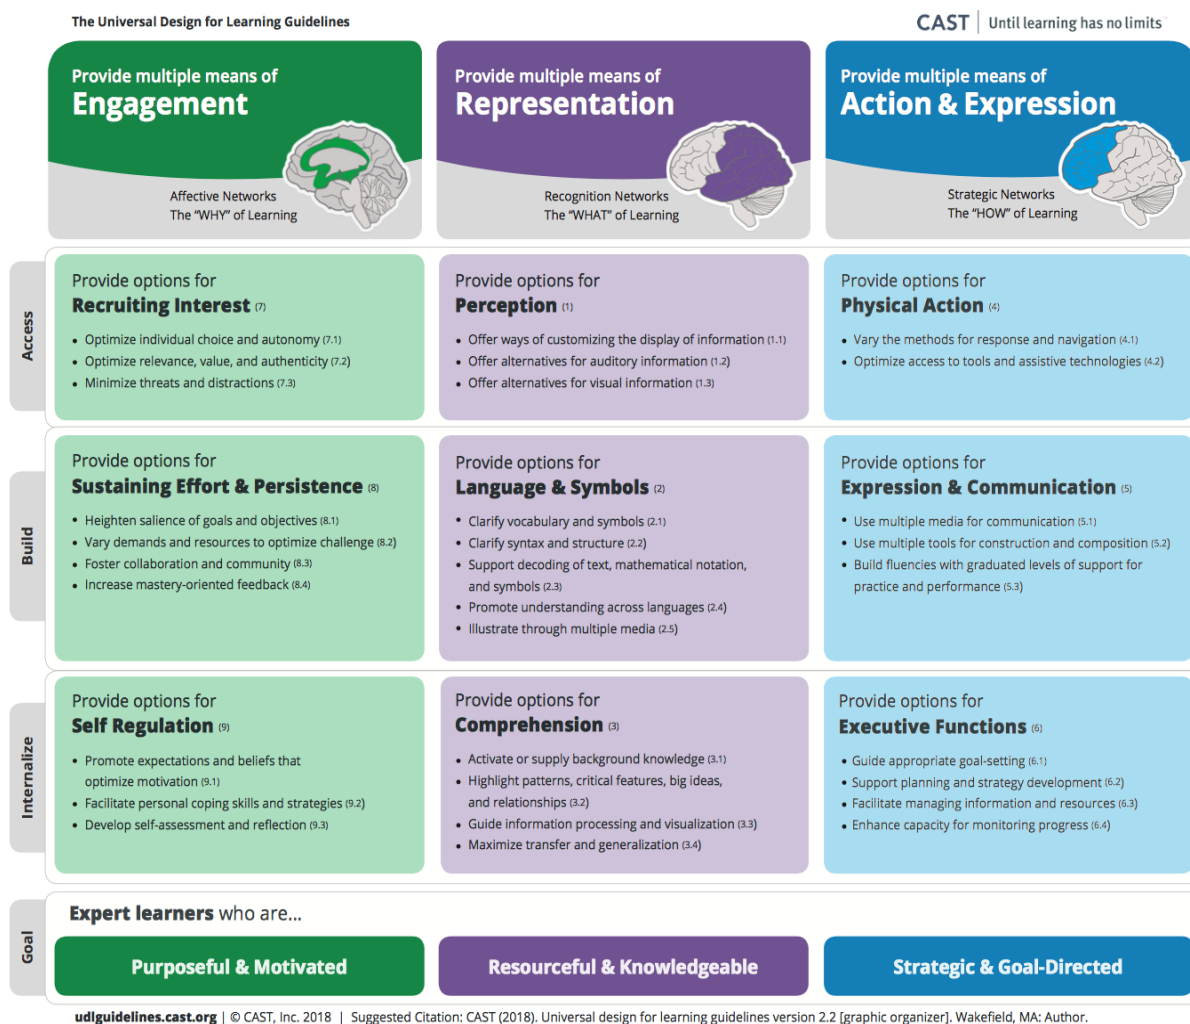 The Universal Design for Learning Guidelines
CAST | Until learning has no limits
Provide multiple means of
Engagement
Affective Networks
The “WHY” of Learning
Provide multiple means of
Representation
Recognition Networks
The “WHAT” of Learning
Provide multiple means of
Action & Expression
Strategic Networks
The “HOW” of Learning
Access
Provide options for
Recruiting Interest (7)
• Optimize individual choice and autonomy (7.1)
• Optimize relevance, value, and authenticity (7.2)
• Minimize threats and distractions (7.3)
Provide options for
Perception (1)
• Offer ways of customizing the display of information (1.1)
• Offer alternatives for auditory information (1.2)
• Offer alternatives for visual information (1.3)
Provide options for
Physical Action (4)
• Vary the methods for response and navigation (4.1)
• Optimize access to tools and assistive technologies (4.2)
Build
Provide options for
Sustaining Effort & Persistence (8)
• Heighten salience of goals and objectives (8.1)
• Vary demands and resources to optimize challenge (8.2)
• Foster collaboration and community (8.3)
• Increase mastery-oriented feedback (8.4)
Provide options for
Language & Symbols (2)
• Clarify vocabulary and symbols (2.1)
• Clarify syntax and structure (2.2)
• Support decoding of text, mathematical notation,
and symbols (2.3)
• Promote understanding across languages (2.4)
• Illustrate through multiple media (2.5)
Provide options for
Expression & Communication (5)
• Use multiple media for communication (5.1)
• Use multiple tools for construction and composition (5.2)
• Build fluencies with graduated levels of support for
practice and performance (5.3)
Internalize
Provide options for
Self Regulation (9)
• Promote expectations and beliefs that
optimize motivation (9.1)
• Facilitate personal coping skills and strategies (9.2)
• Develop self-assessment and reflection (9.3)
Provide options for
Comprehension (3)
• Activate or supply background knowledge (3.1)
• Highlight patterns, critical features, big ideas,
and relationships (3.2)
• Guide information processing and visualization (3.3)
• Maximize transfer and generalization (3.4)
Provide options for
Executive Functions (6)
• Guide appropriate goal-setting (6.1)
• Support planning and strategy development (6.2)
• Facilitate managing information and resources (6.3)
• Enhance capacity for monitoring progress (6.4)
Goal
Expert learners who are...
Purposeful & Motivated
Resourceful & Knowledgeable
Strategic & Goal-Directed
udlguidelines.cast.org | © CAST, Inc. 2018 | Suggested Citation: CAST (2018). Universal design for learning guidelines version 2.2 [graphic organizer]. Wakefield, MA: Author.